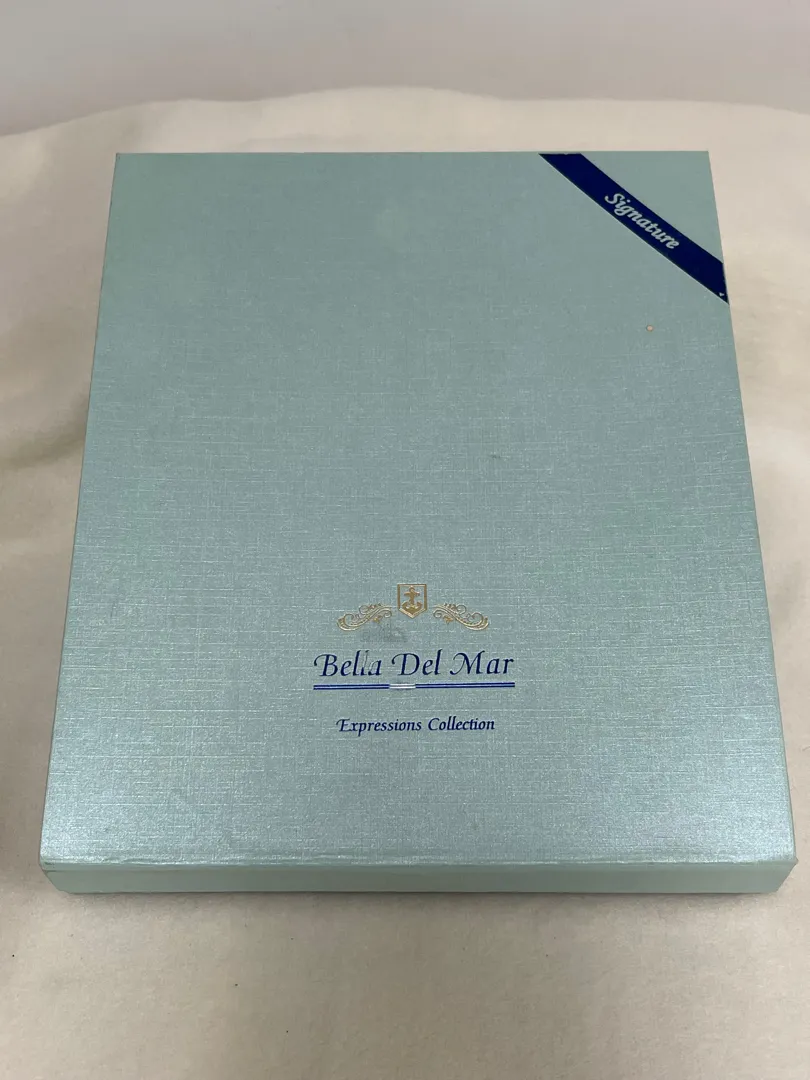 Signature
Bella Del Mar
Expressions Collection